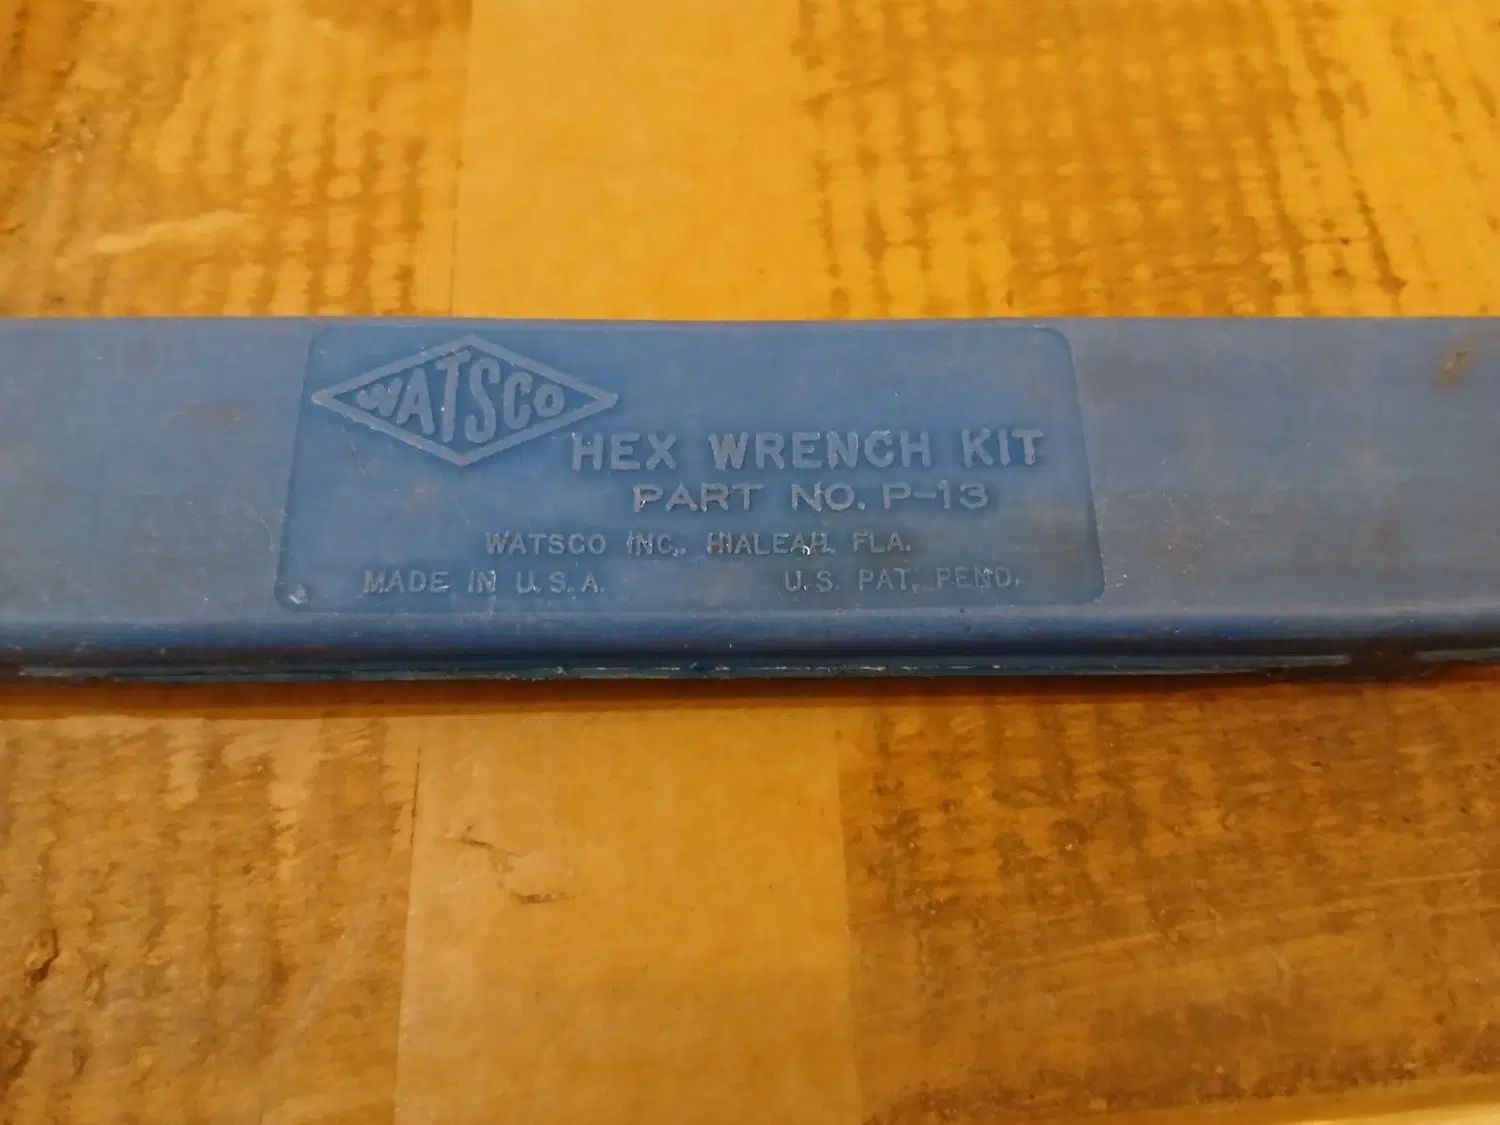 WATSCO
HEX WRENCH KIT
PART NO. P-13
WATSCO INC., HIALEAH, FLA.
MADE IN U.S.A. U.S. PAT. PEND.